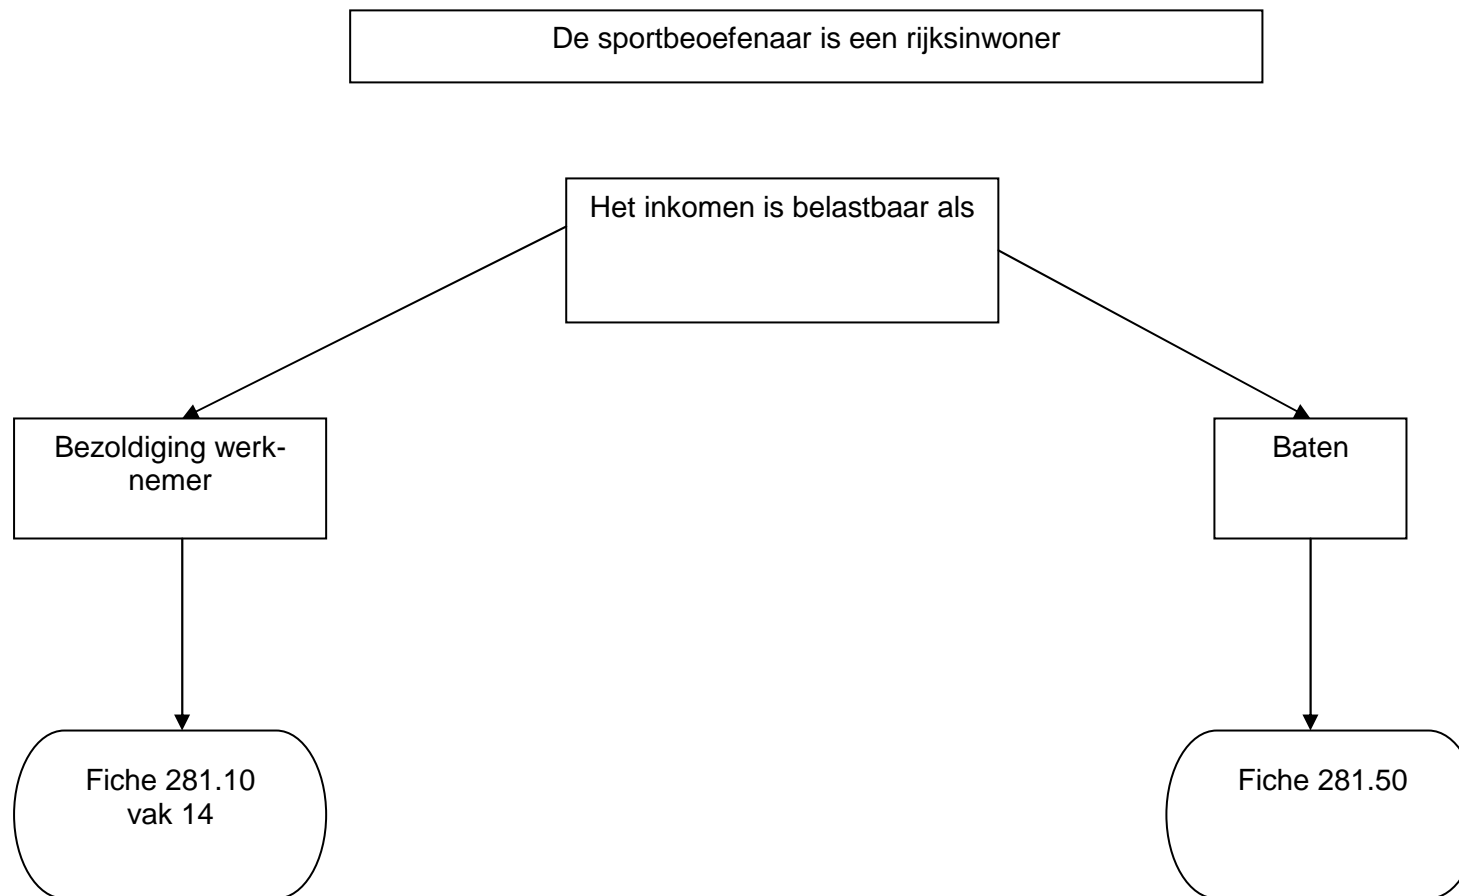 De sportbeoefenaar is een rijksinwoner
Het inkomen is belastbaar als
Bezoldiging werk-
nemer
Baten
Fiche 281.10
vak 14
Fiche 281.50